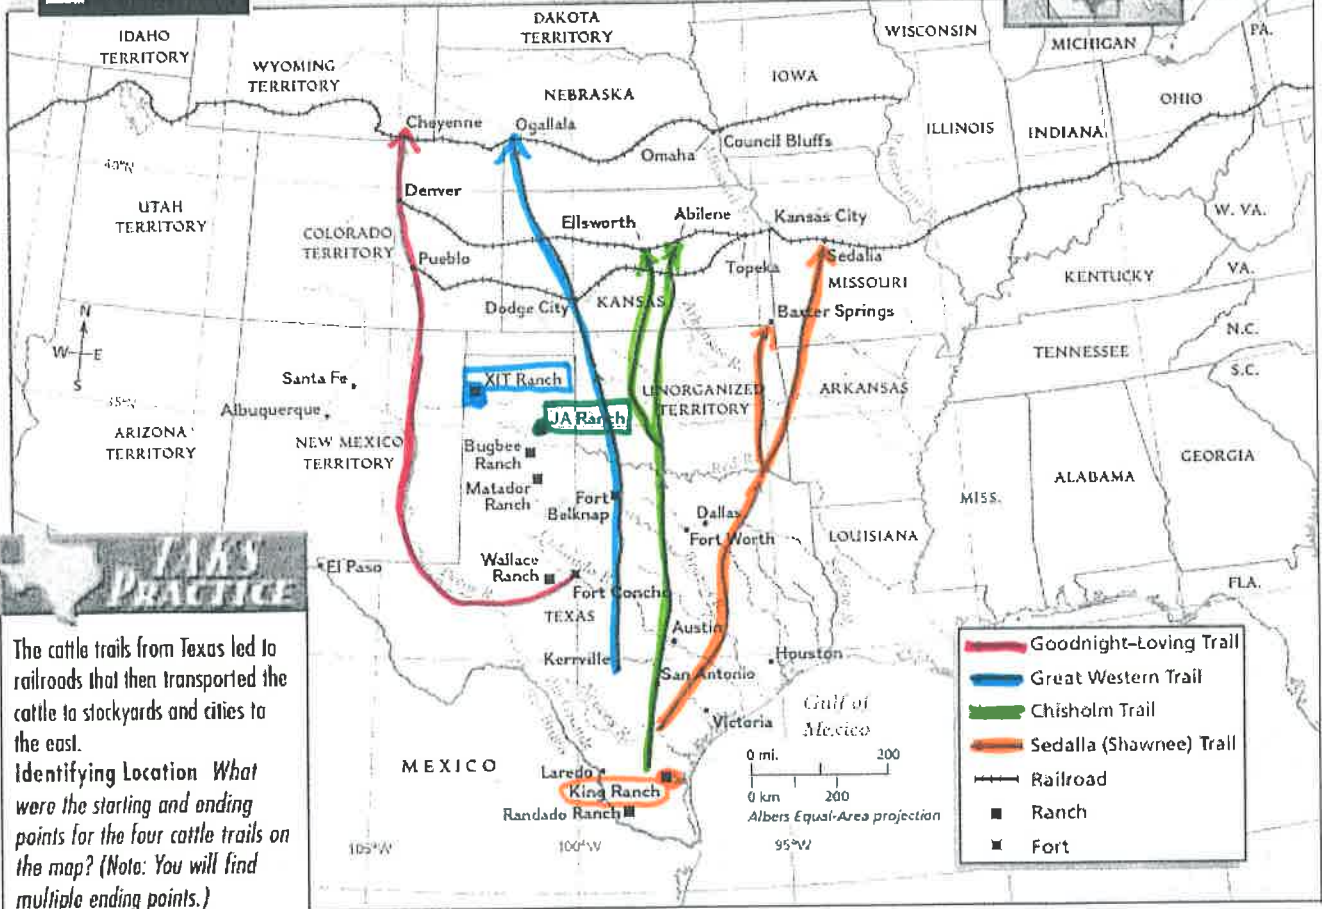 DAKOTA
TERRITORY
WISCONSIN
PA.
IDAHO
TERRITORY
MICHIGAN
WYOMING
TERRITORY
IOWA
NEBRASKA
OHIO
Cheyenne
Ogallala
ILLINOIS
INDIANA
Omaha
Council Bluffs
40°N
Denver
UTAH
TERRITORY
Ellsworth
Abilene
Kansas City
W. VA.
COLORADO
TERRITORY
Pueblo
Topeka
Sedalia
MISSOURI
KENTUCKY
VA.
Dodge City
KANSAS
Baxter Springs
Arkansas R.
N
W
E
S
N.C.
TENNESSEE
S.C.
Santa Fe
XIT Ranch
UNORGANIZED
TERRITORY
ARKANSAS
35°N
Albuquerque
JA Ranch
ARIZONA
TERRITORY
NEW MEXICO
TERRITORY
Bugbee
Ranch
Red R.
GEORGIA
ALABAMA
Matador
Ranch
MISS.
Fort
Belknap
Dallas
Fort Worth
LOUISIANA
TAKS
PRACTICE
El Paso
Wallace
Ranch
Fort Concho
TEXAS
FLA.
Austin
Kerrville
San Antonio
Houston
Victoria
Gulf of
Mexico
MEXICO
Laredo
King Ranch
Randado Ranch
0 mi.
200
0 km
200
Albers Equal-Area projection
105°W
100°W
95°W
The cattle trails from Texas led to
railroads that then transported the
cattle to stockyards and cities to
the east.
Identifying Location What
were the starting and ending
points for the four cattle trails on
the map? (Note: You will find
multiple ending points.)
Goodnight–Loving Trail
Great Western Trail
Chisholm Trail
Sedalla (Shawnee) Trail
Railroad
Ranch
Fort